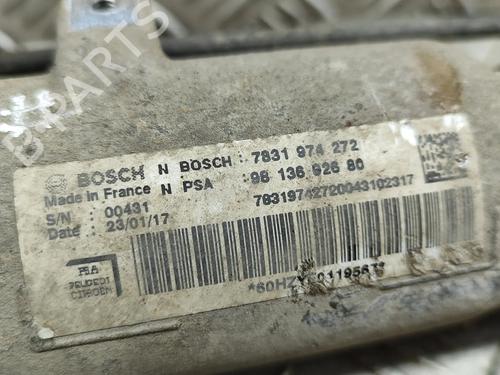 B-PARTS
BOSCH N BOSCH : 7831 974 272
Made in France N PSA : 98 136 926 80
S/N : 00431 78319742720043102317
Date : 23/01/17
PSA
PEUGEOT
CITROËN